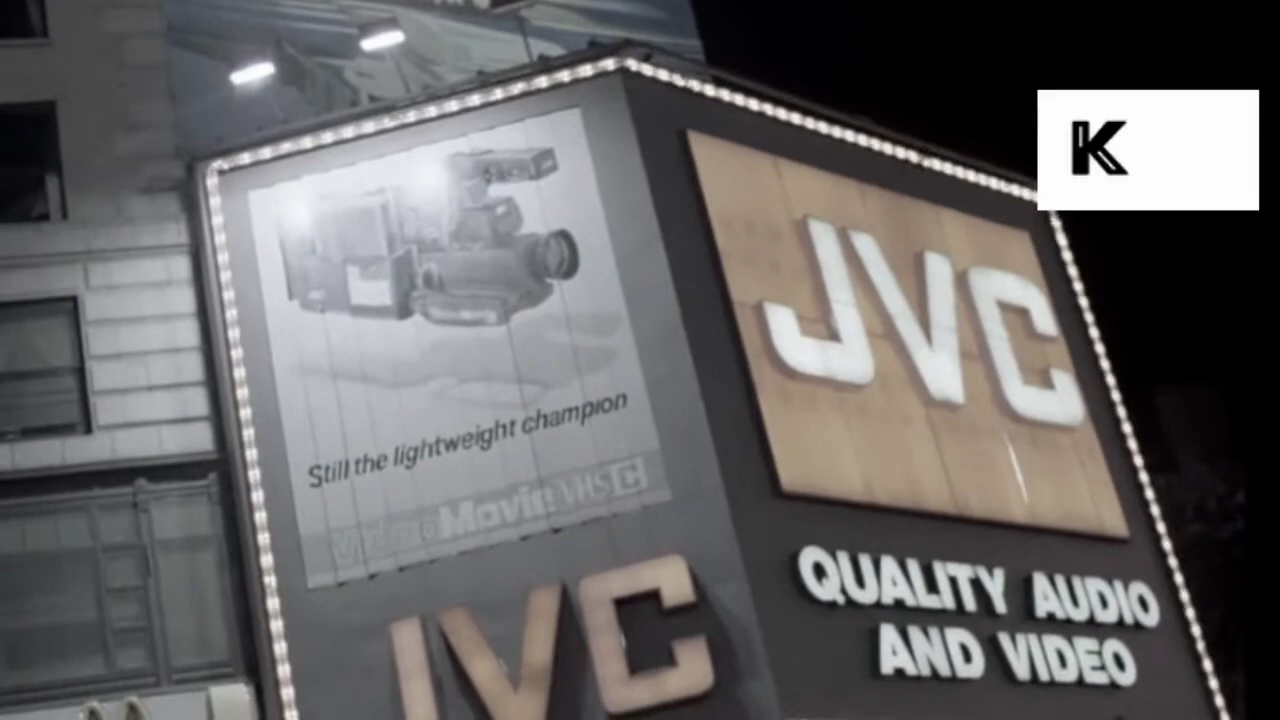 K
Still the lightweight champion
VideoMovie VHS C
JVC
JVC
QUALITY AUDIO
AND VIDEO